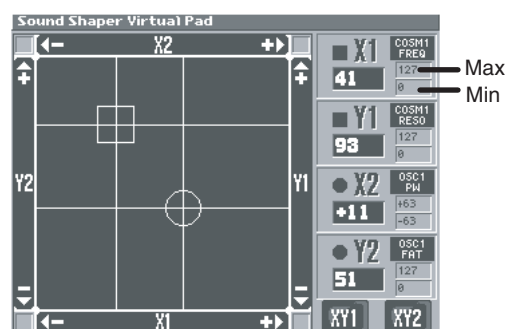 Sound Shaper Virtual Pad
X2
Y2
Y1
X1
X1
COSM1
FREQ
41
127
0
Max
Min
Y1
COSM1
RESO
93
127
0
X2
OSC1
PW
+11
+63
-63
Y2
OSC1
FAT
51
127
0
XY1
XY2